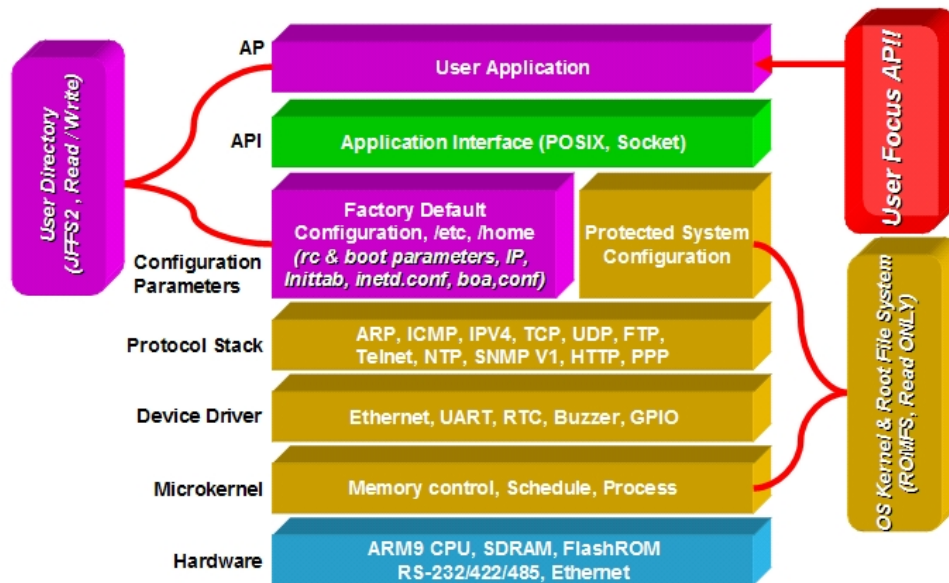 AP
User Application
API
Application Interface (POSIX, Socket)
Configuration
Parameters
Factory Default
Configuration, /etc, /home
(rc & boot parameters, IP,
Inittab, inetd.conf, boa,conf)
Protected System
Configuration
Protocol Stack
ARP, ICMP, IPV4, TCP, UDP, FTP,
Telnet, NTP, SNMP V1, HTTP, PPP
Device Driver
Ethernet, UART, RTC, Buzzer, GPIO
Microkernel
Memory control, Schedule, Process
Hardware
ARM9 CPU, SDRAM, FlashROM
RS-232/422/485, Ethernet
User Directory
(JFFS2 , Read /Write)
User Focus API!!
OS Kernel & Root File System
(ROMFS, Read ONLY)